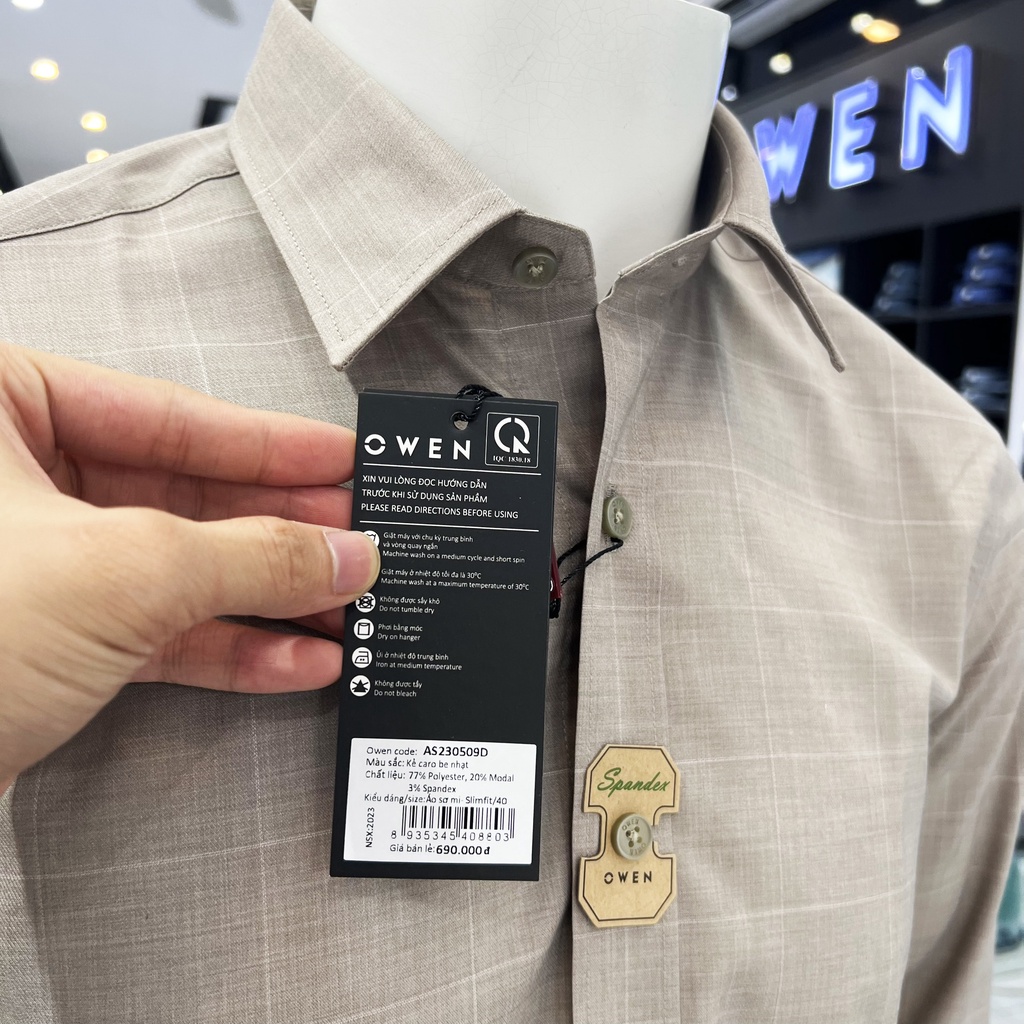 WEN
OWEN
IQC 1830.18
XIN VUI LÒNG ĐỌC HƯỚNG DẪN
TRƯỚC KHI SỬ DỤNG SẢN PHẨM
PLEASE READ DIRECTIONS BEFORE USING
Giặt máy với chu kỳ trung bình
và vòng quay ngắn
Machine wash on a medium cycle and short spin
Giặt máy ở nhiệt độ tối đa là 30°C
Machine wash at a maximum temperature of 30°C
Không được sấy khô
Do not tumble dry
Phơi bằng móc
Dry on hanger
Ủi ở nhiệt độ trung bình
Iron at medium temperature
Không được tẩy
Do not bleach
Owen code: AS230509D
Màu sắc: Kẻ caro be nhạt
Chất liệu: 77% Polyester, 20% Modal
3% Spandex
Kiểu dáng/size: Áo sơ mi- Slimfit/40
NSX:2023
8 935345 408803
Giá bán lẻ: 690.000đ
Spandex
OWEN